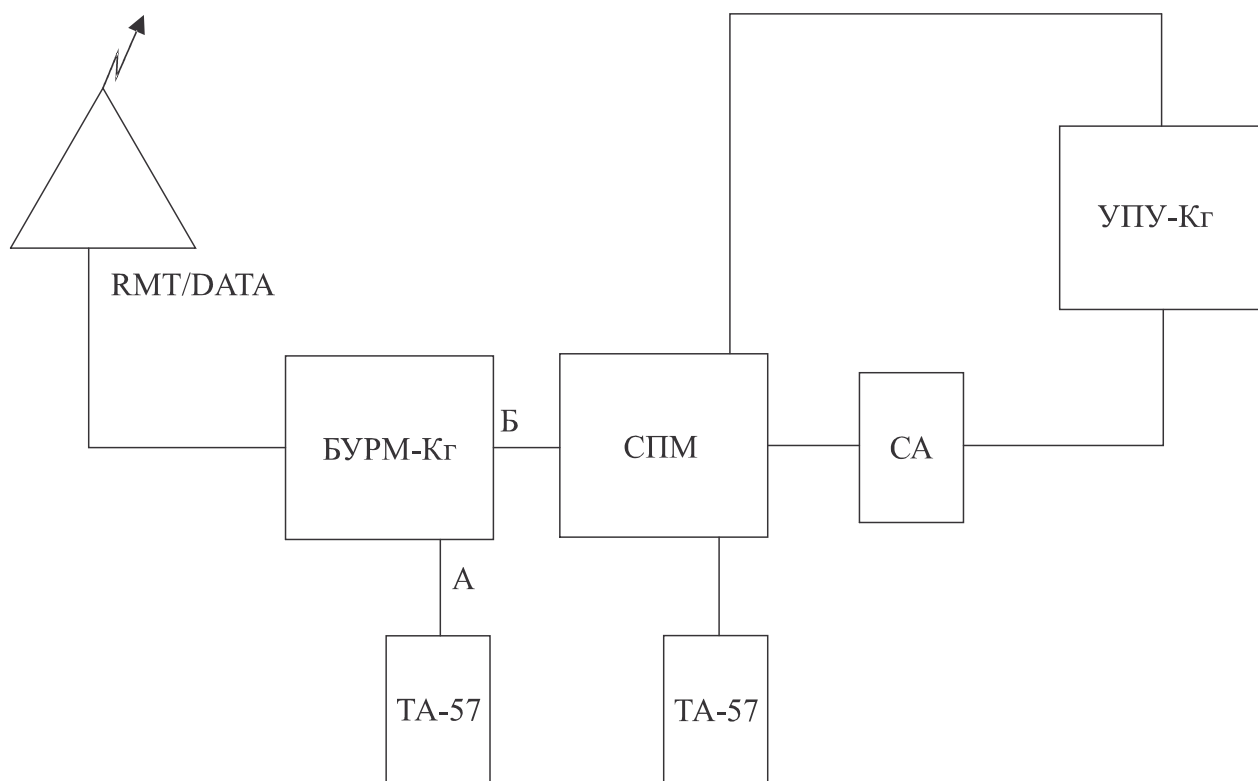 УПУ-Кг
RMT/DATA
Б
БУРМ-Кг
СПМ
СА
А
ТА-57
ТА-57